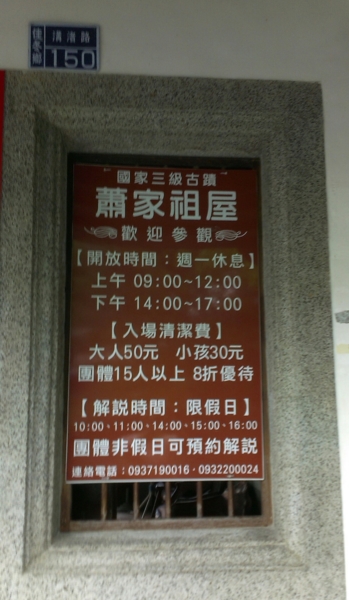 佳冬鄉 溝渚路
150
國家三級古蹟
蕭家祖屋
歡迎參觀
【開放時間：週一休息】
上午 09:00~12:00
下午 14:00~17:00
【入場清潔費】
大人50元 小孩30元
團體15人以上 8折優待
【解說時間：限假日】
10:00、11:00、14:00、15:00、16:00
團體非假日可預約解說
連絡電話：0937190016、0932200024